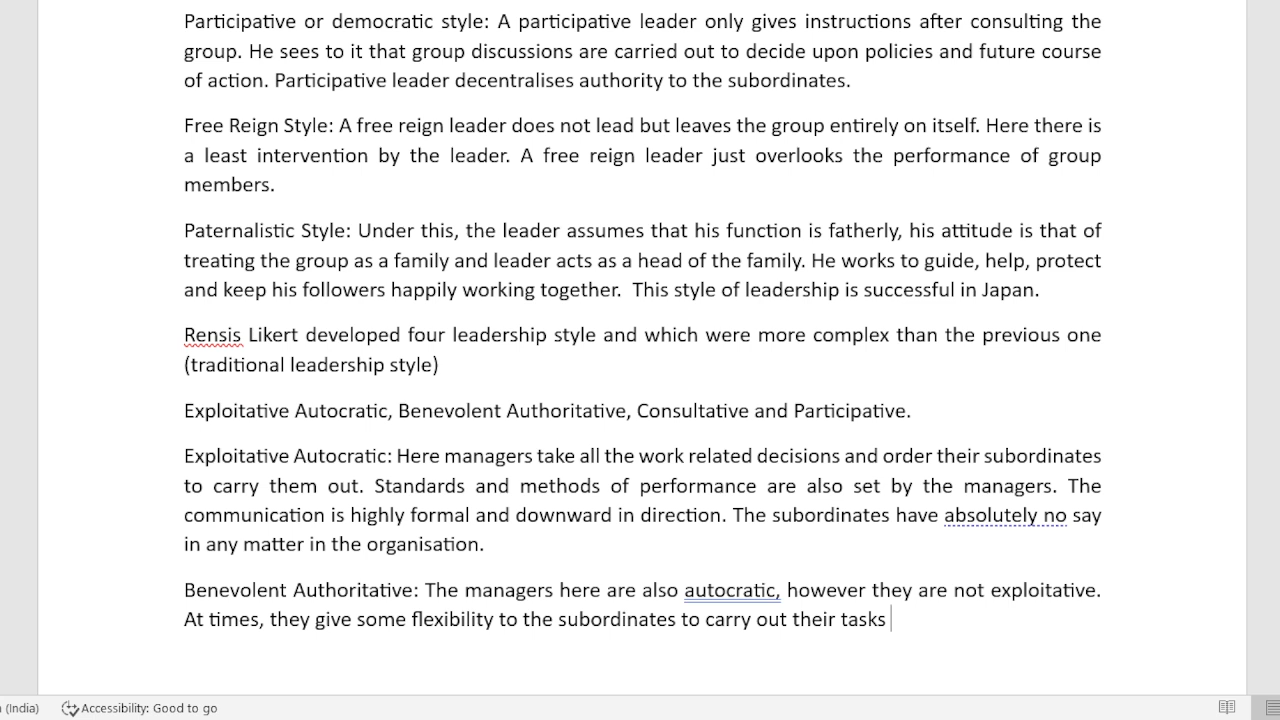 Participative or democratic style: A participative leader only gives instructions after consulting the
group. He sees to it that group discussions are carried out to decide upon policies and future course
of action. Participative leader decentralises authority to the subordinates.
Free Reign Style: A free reign leader does not lead but leaves the group entirely on itself. Here there is
a least intervention by the leader. A free reign leader just overlooks the performance of group
members.
Paternalistic Style: Under this, the leader assumes that his function is fatherly, his attitude is that of
treating the group as a family and leader acts as a head of the family. He works to guide, help, protect
and keep his followers happily working together.  This style of leadership is successful in Japan.
Rensis Likert developed four leadership style and which were more complex than the previous one
(traditional leadership style)
Exploitative Autocratic, Benevolent Authoritative, Consultative and Participative.
Exploitative Autocratic: Here managers take all the work related decisions and order their subordinates
to carry them out. Standards and methods of performance are also set by the managers. The
communication is highly formal and downward in direction. The subordinates have absolutely no say
in any matter in the organisation.
Benevolent Authoritative: The managers here are also autocratic, however they are not exploitative.
At times, they give some flexibility to the subordinates to carry out their tasks
(India) Accessibility: Good to go